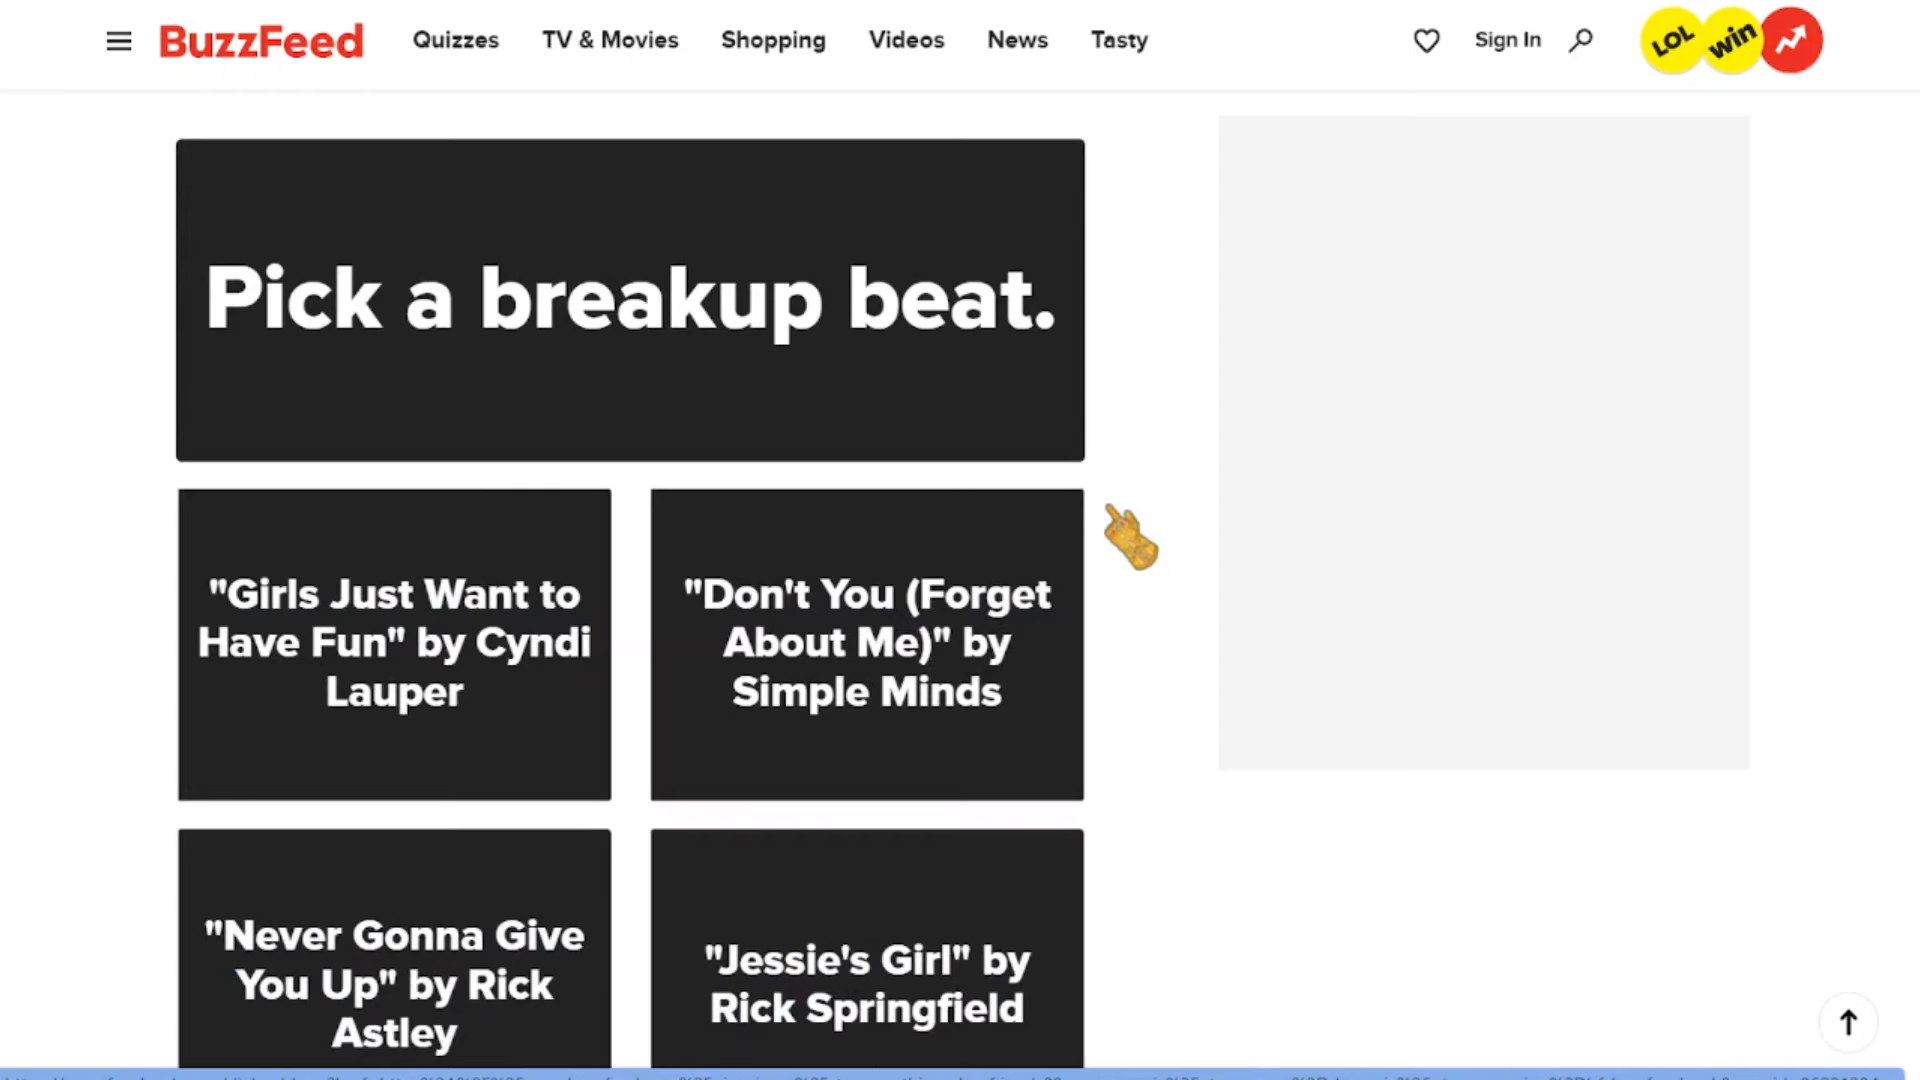 BuzzFeed Quizzes TV & Movies Shopping Videos News Tasty Sign In LOL win
Pick a breakup beat.
"Girls Just Want to
Have Fun" by Cyndi
Lauper
"Don't You (Forget
About Me)" by
Simple Minds
"Never Gonna Give
You Up" by Rick
Astley
"Jessie's Girl" by
Rick Springfield